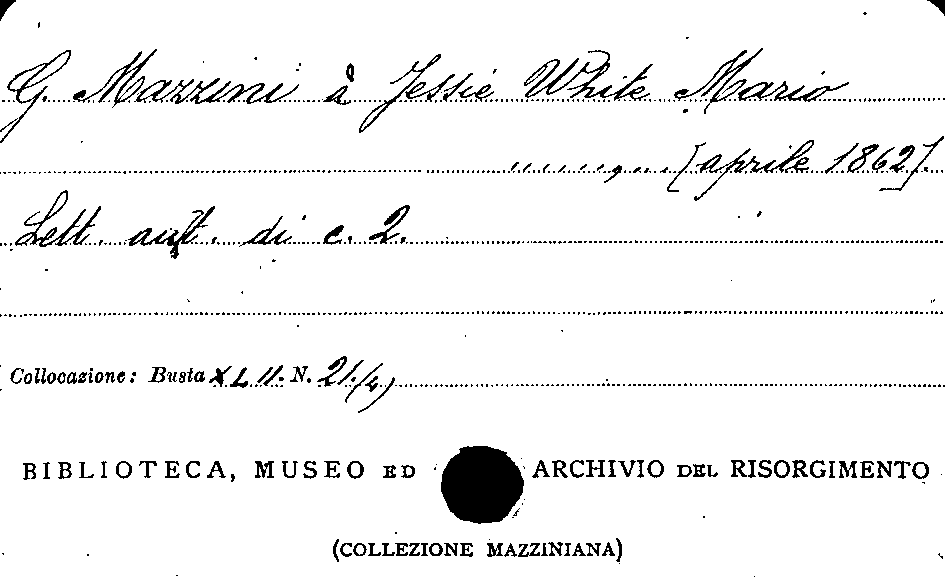 G. Mazzini à Jessie White Mario
......,... [aprile 1862].
Lett. aut. di c. 2.
Collocazione: Busta XLII. N. 21./4)
BIBLIOTECA, MUSEO ED ARCHIVIO DEL RISORGIMENTO
(COLLEZIONE MAZZINIANA)